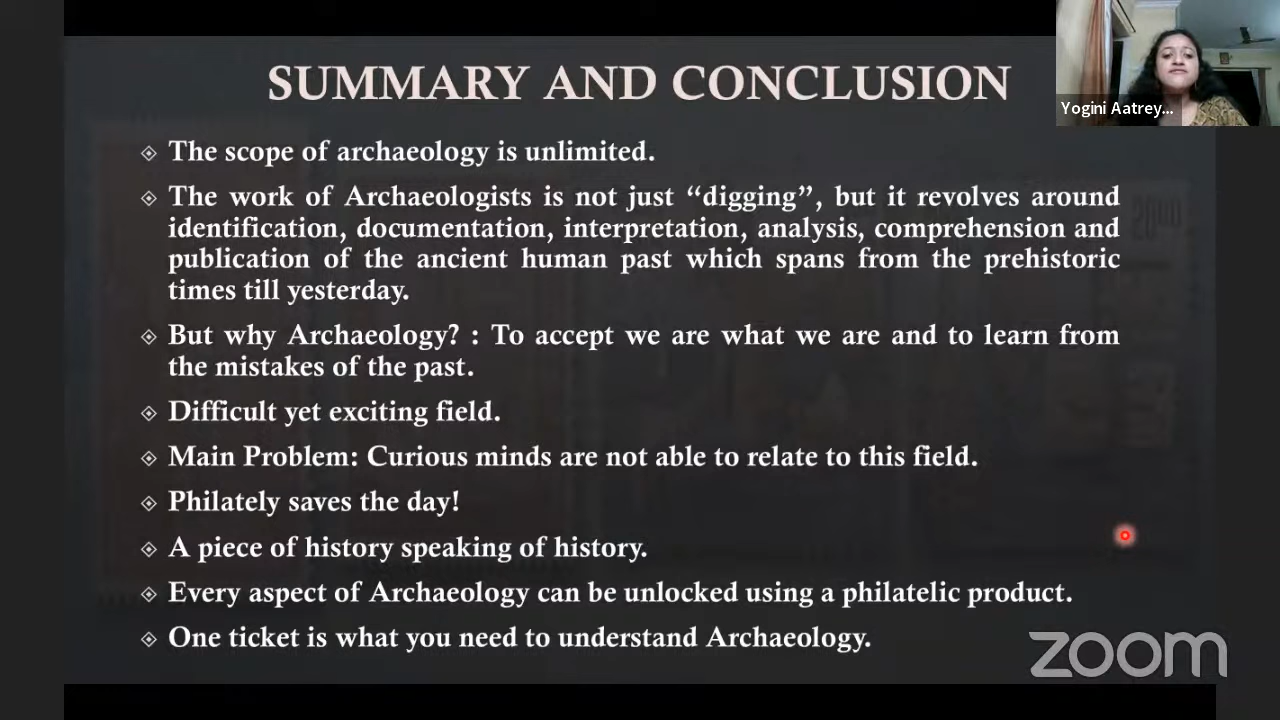 SUMMARY AND CONCLUSION
Yogini Aatrey...
The scope of archaeology is unlimited.
The work of Archaeologists is not just “digging”, but it revolves around
identification, documentation, interpretation, analysis, comprehension and
publication of the ancient human past which spans from the prehistoric
times till yesterday.
But why Archaeology? : To accept we are what we are and to learn from
the mistakes of the past.
Difficult yet exciting field.
Main Problem: Curious minds are not able to relate to this field.
Philately saves the day!
A piece of history speaking of history.
Every aspect of Archaeology can be unlocked using a philatelic product.
One ticket is what you need to understand Archaeology.
zoom